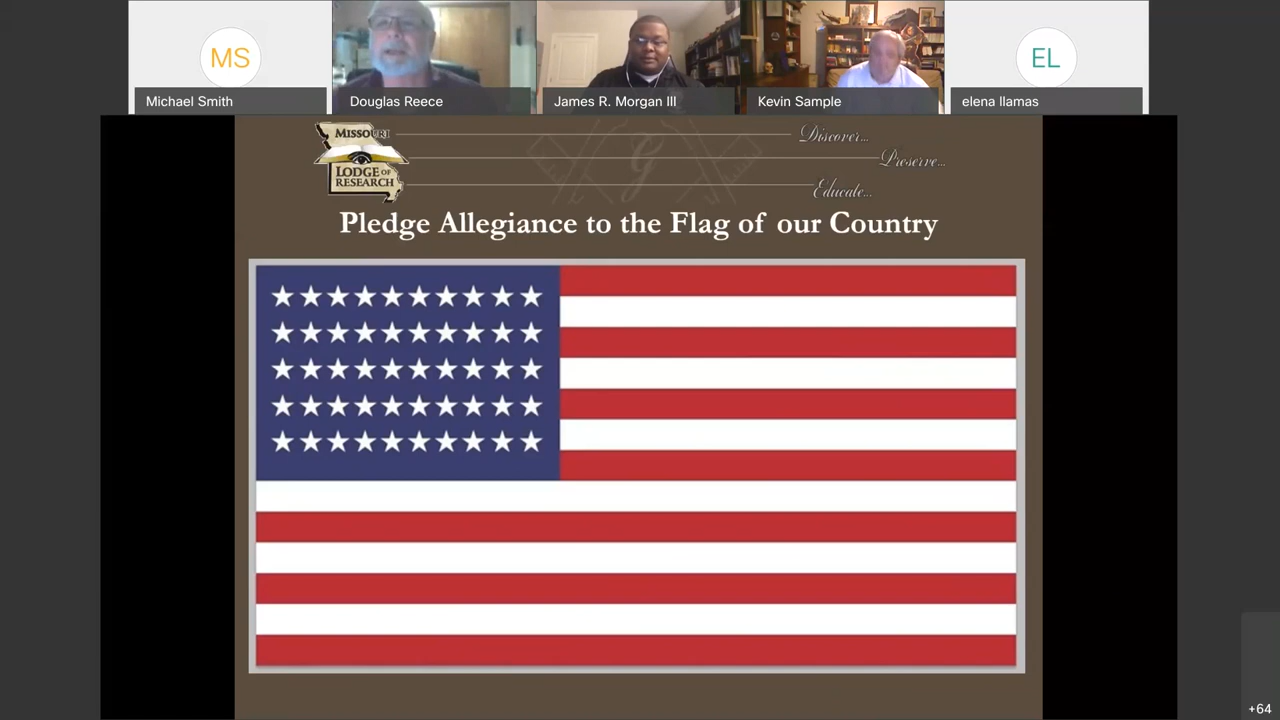 MS
EL
Michael Smith
Douglas Reece
James R. Morgan III
Kevin Sample
elena llamas
MISSOURI
LODGE OF
RESEARCH
Discover...
Preserve...
Educate...
G
Pledge Allegiance to the Flag of our Country
+64